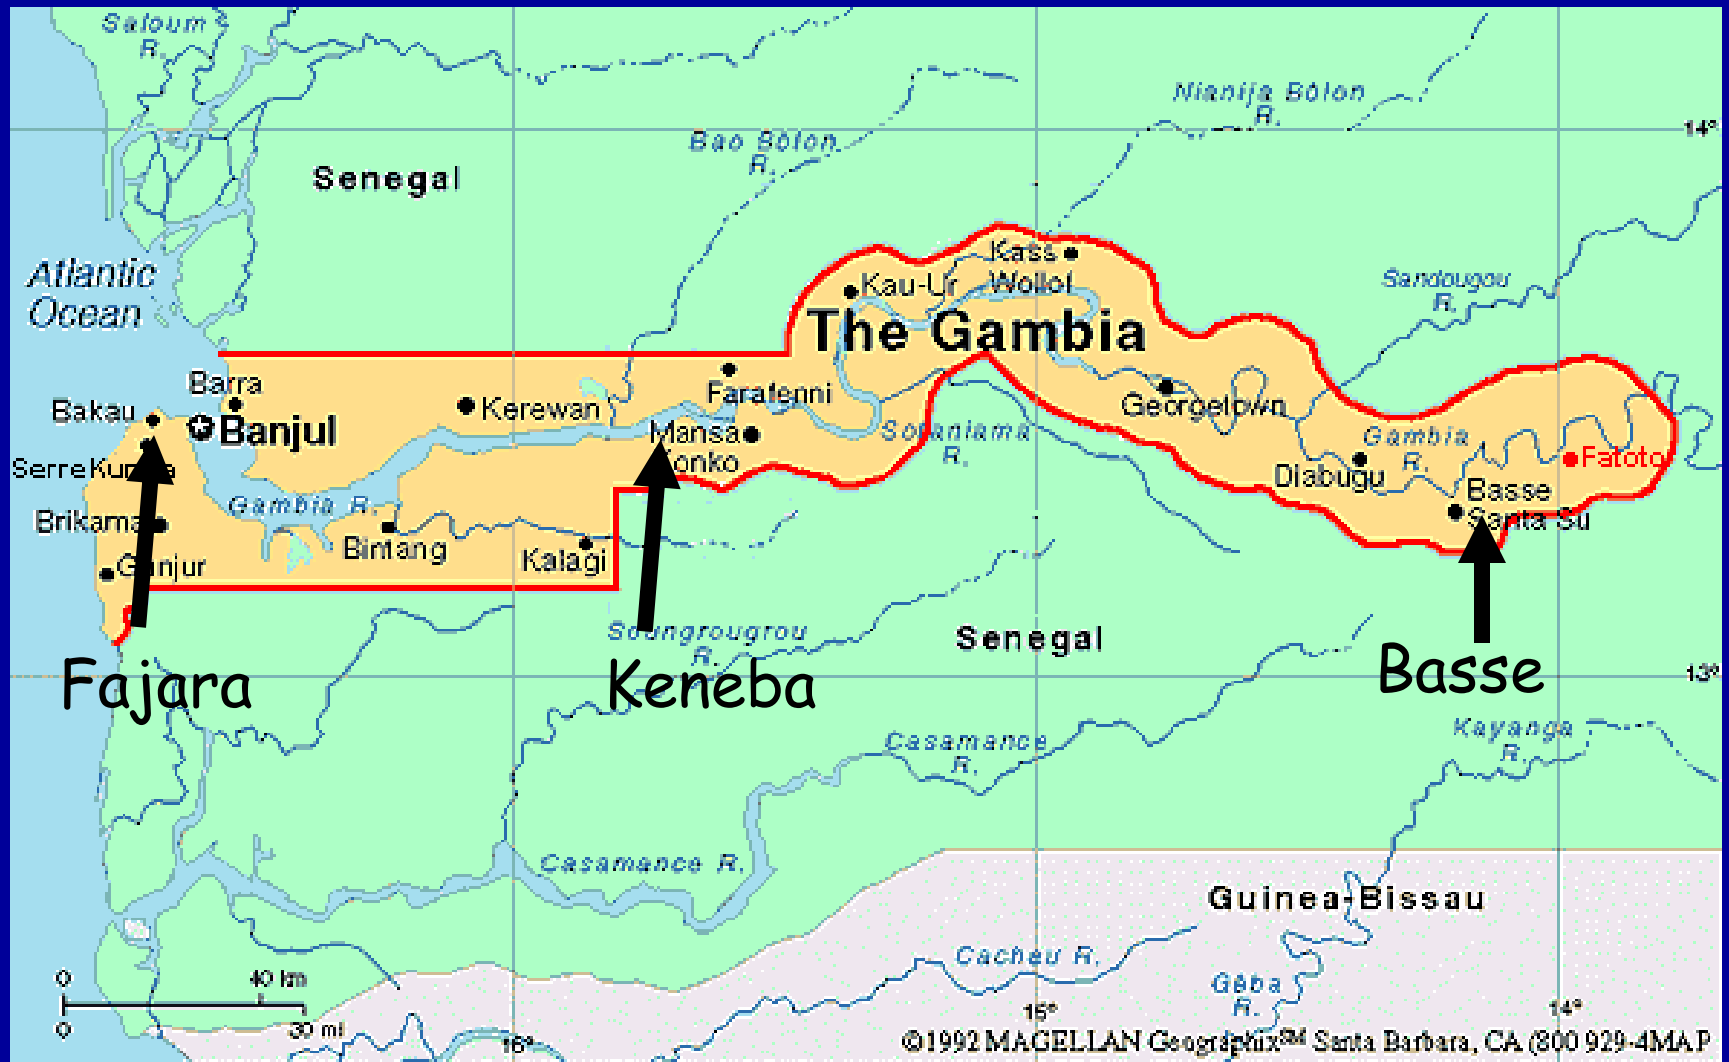 Saloum
R.
Nianija Bôlon
R.
14°
Bao Bôlon
R.
Senegal
Atlantic
Ocean
Sandougou
R.
Kass
Wollof
Kau-Ur
The Gambia
Barra
Farafenni
Bakau
Banjul
Kerewan
Georgetown
Mansa
Konko
Sofaniama
R.
Gambia
R.
Serre Kunda
Fatoto
Diabugu
Gambia R.
Basse
Santa Su
Brikama
Bintang
Kalagi
Gunjur
Soungrougrou
R.
Senegal
13°
Fajara
Keneba
Basse
Kayanga
R.
Casamance
R.
Casamance R.
Guinea-Bissau
Cacheu R.
Gêba
R.
0 40 km
0 30 mi
16°
15°
14°
©1992 MAGELLAN Geographix℠ Santa Barbara, CA (800 929-4MAP